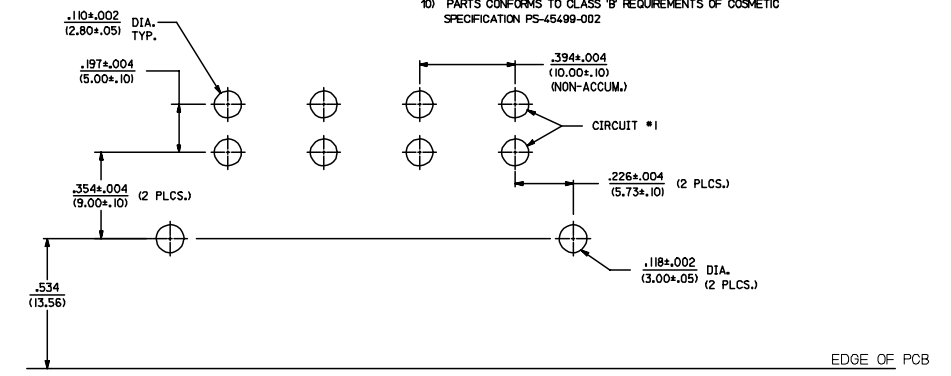 10) PARTS CONFORMS TO CLASS 'B' REQUIREMENTS OF COSMETIC
SPECIFICATION PS-45499-002
.110±.002
(2.80±.05)
DIA.
TYP.
.197±.004
(5.00±.10)
.394±.004
(10.00±.10)
(NON-ACCUM.)
CIRCUIT #1
.354±.004
(9.00±.10)
(2 PLCS.)
.226±.004
(5.73±.10)
(2 PLCS.)
.118±.002
(3.00±.05)
DIA.
(2 PLCS.)
.534
(13.56)
EDGE OF PCB